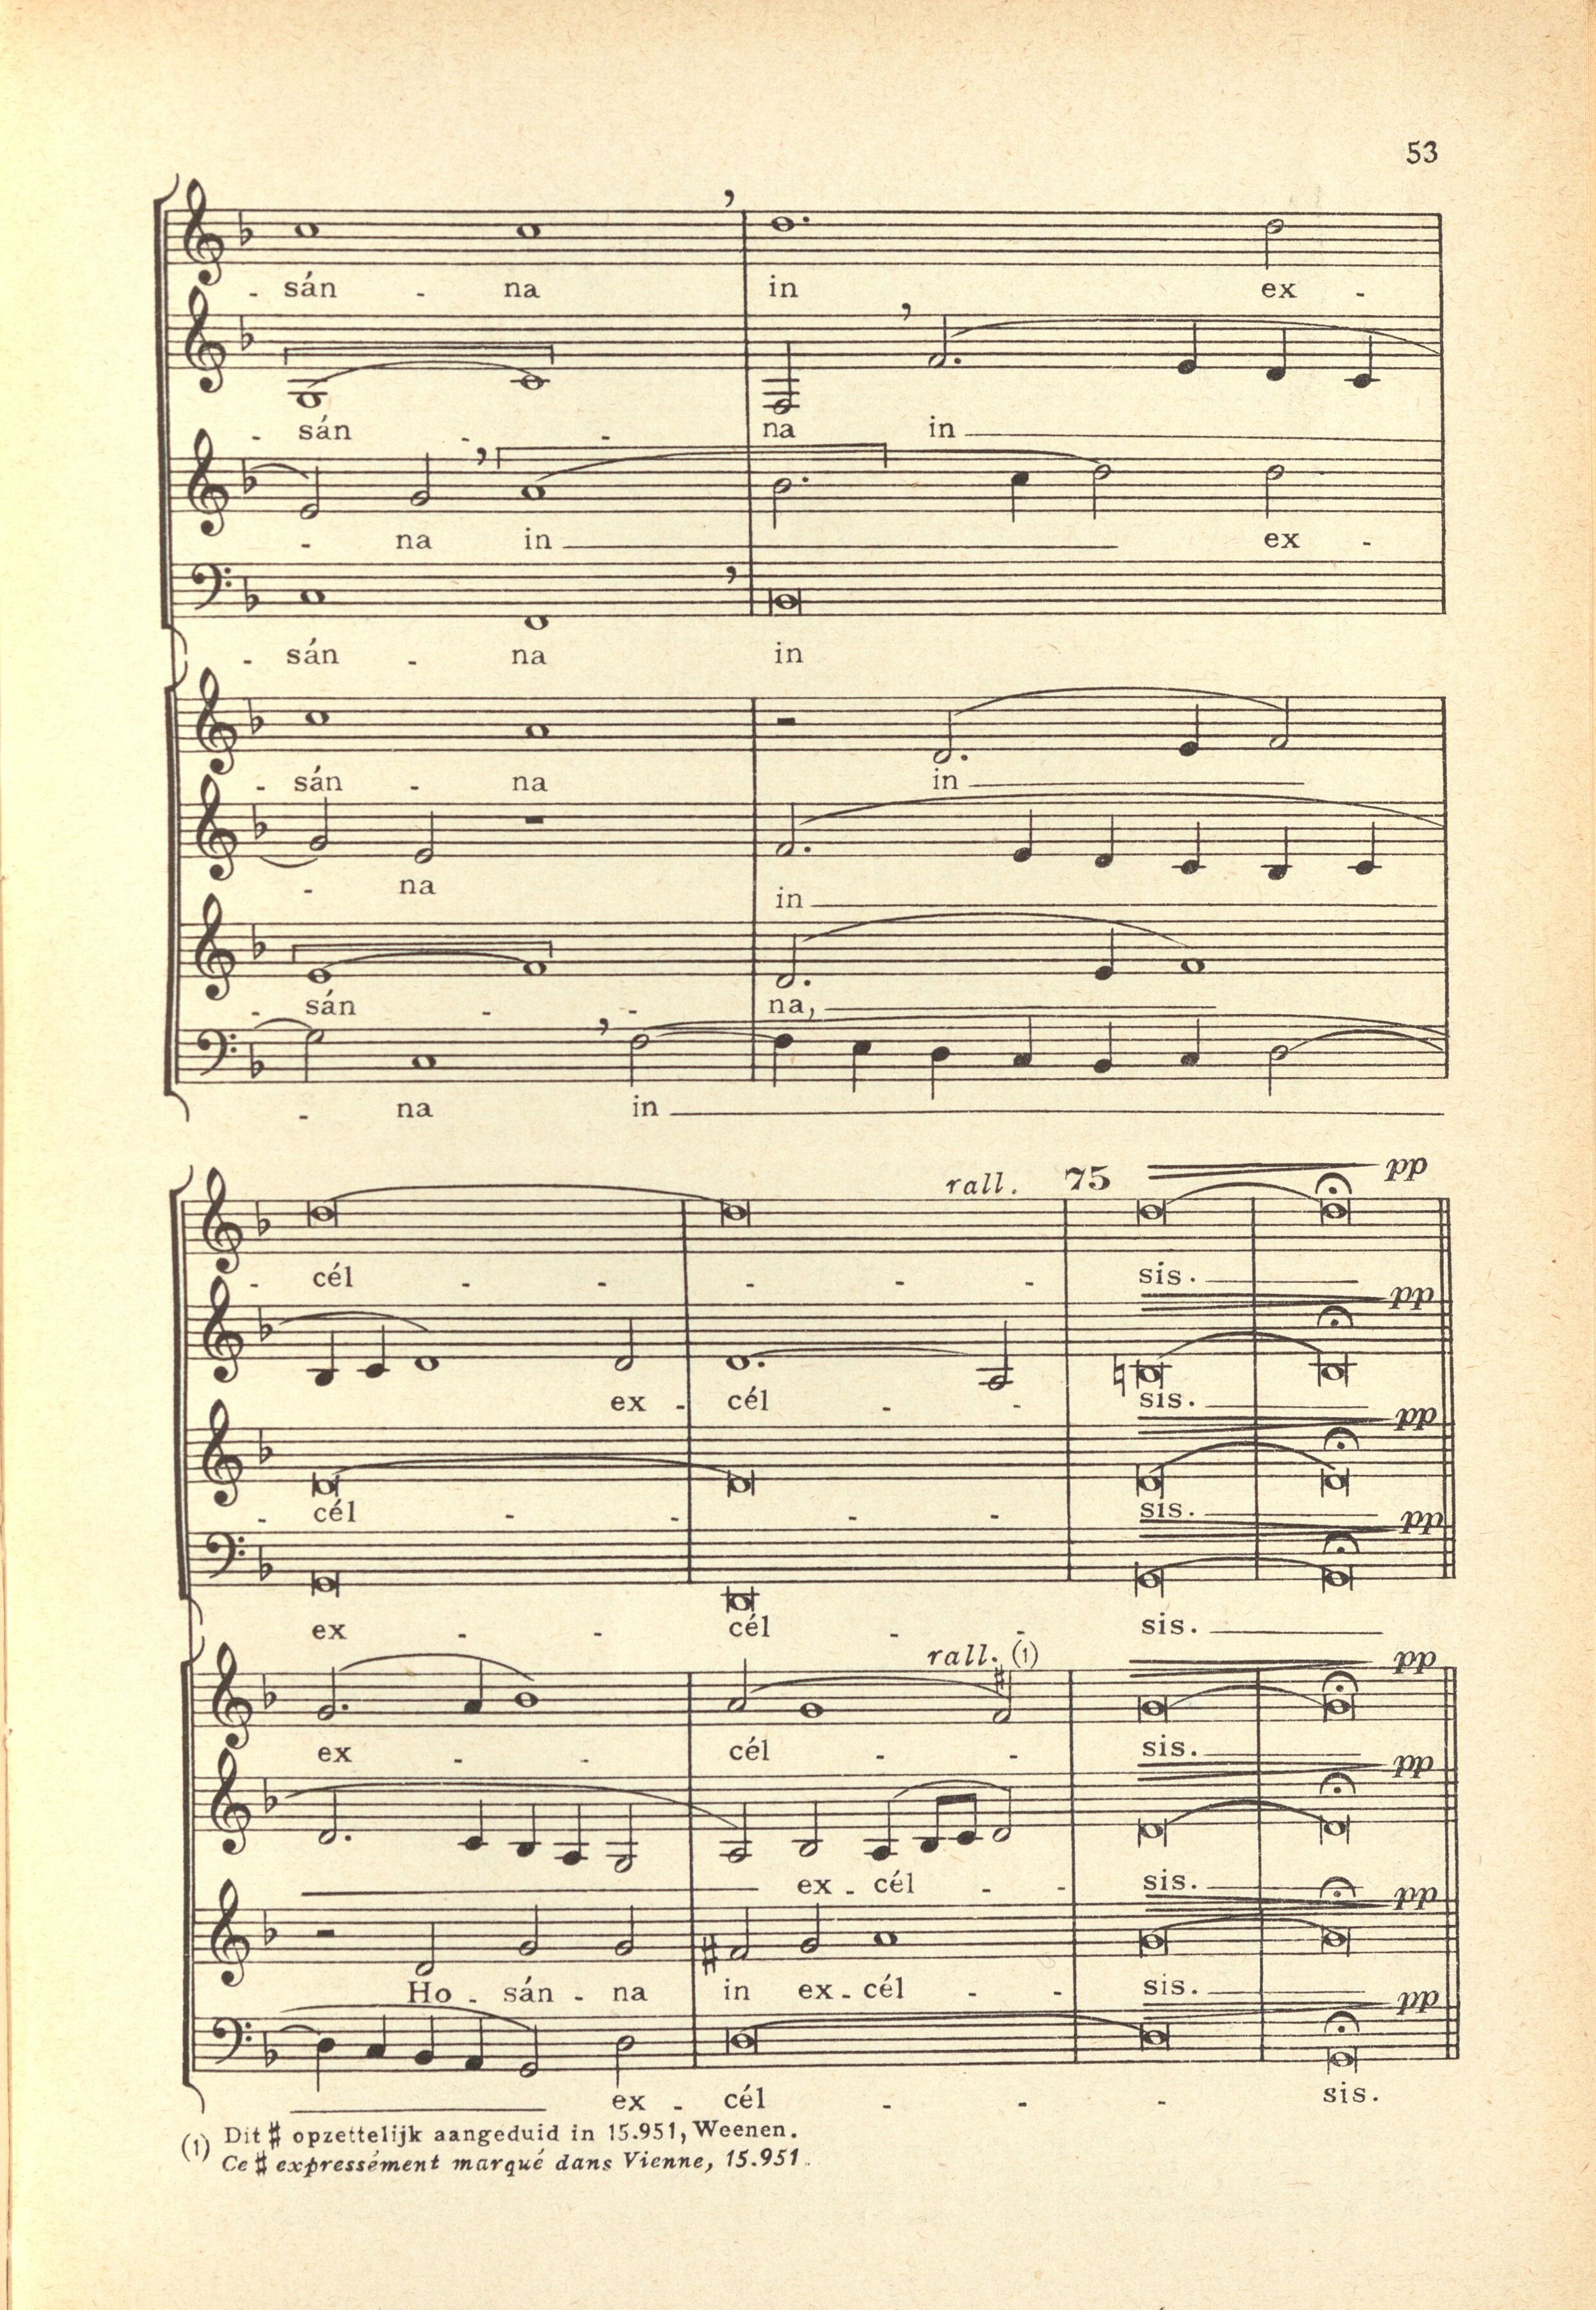 53
- sán - na in ex -
- sán - - na in
- na in ex -
- sán - na in
- sán - na in
- na in
- sán - - na,
- na in
rall. 75 pp
- cél - - - - - sis.
pp
ex - cél - - sis.
pp
- cél - - - - sis.
pp
ex - - cél - - sis.
rall. (1) pp
ex - - cél - - sis.
pp
ex - cél - - sis.
pp
Ho - sán - na in ex - cél - - sis.
pp
ex - cél - - - sis.
(1) Dit ♯ opzettelijk aangeduid in 15.951, Weenen.
Ce ♯ expressément marqué dans Vienne, 15.951.